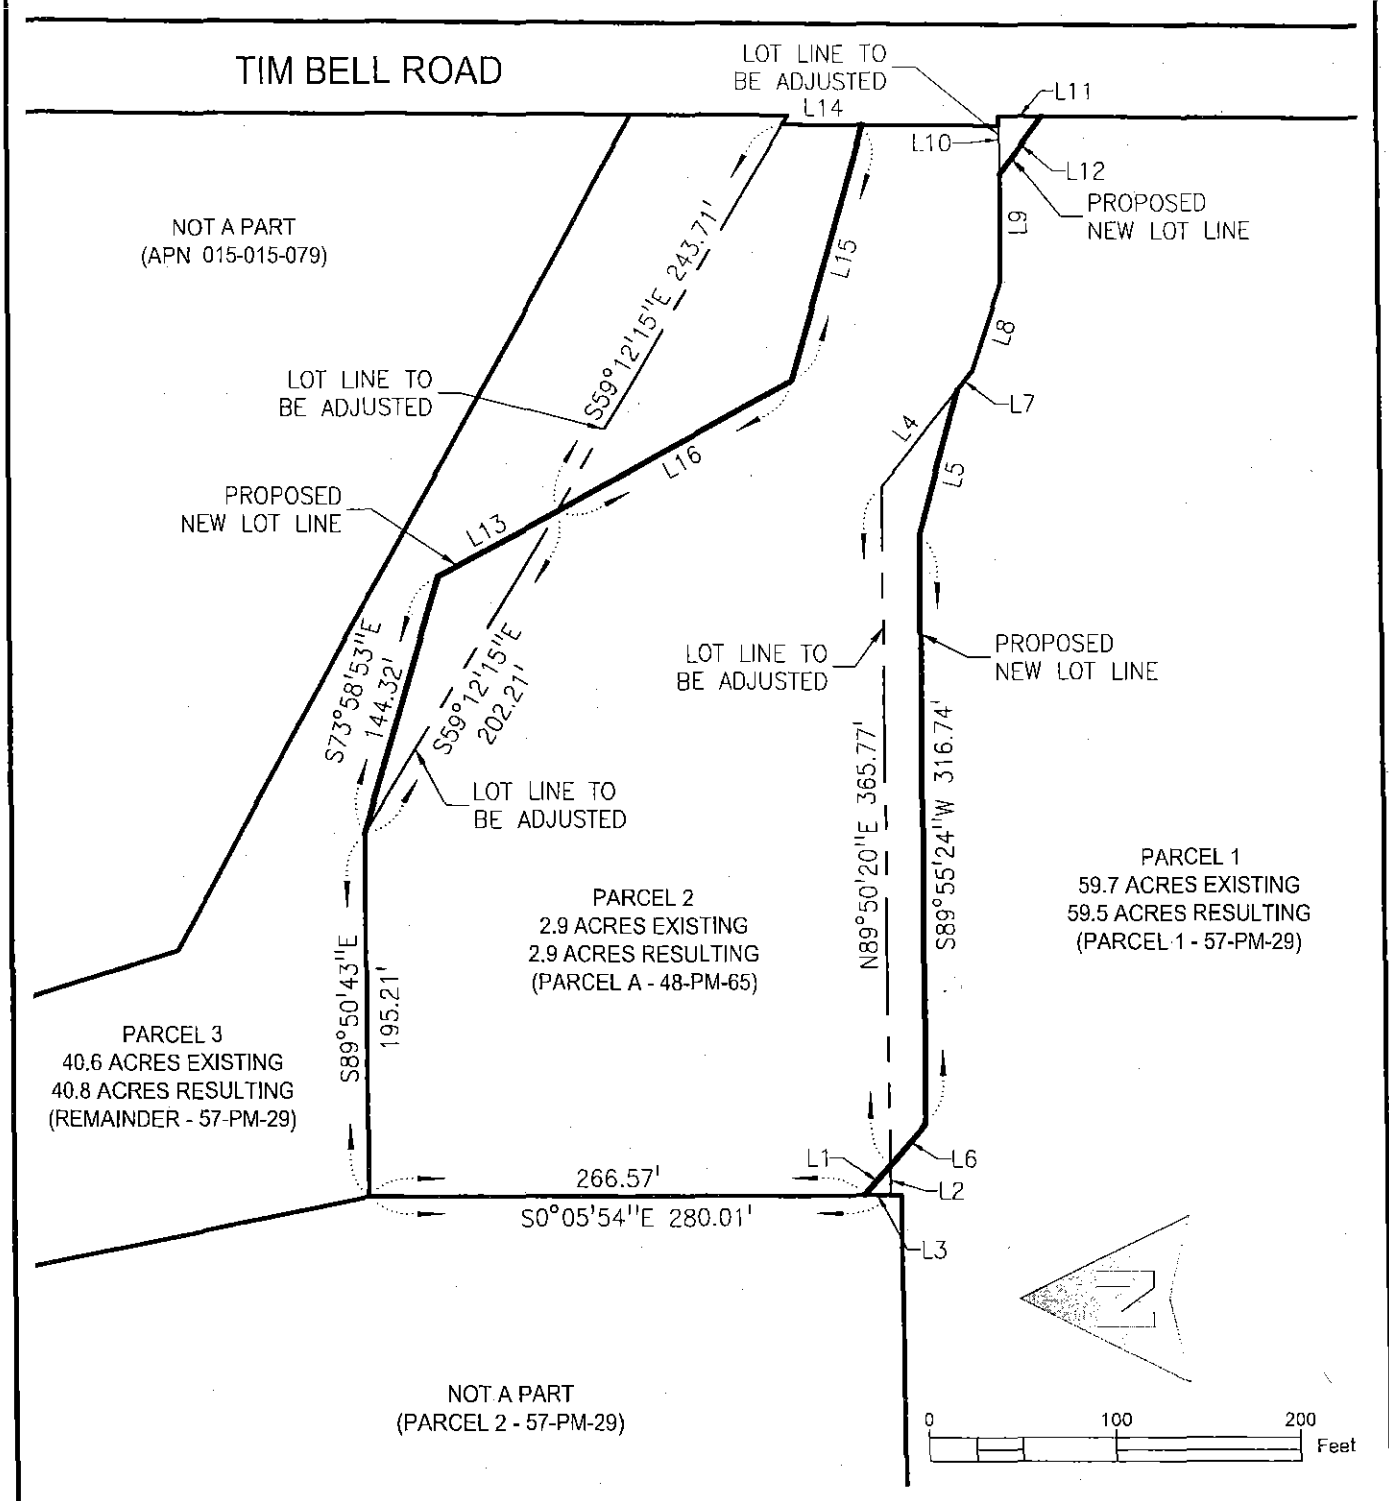 TIM BELL ROAD
LOT LINE TO
BE ADJUSTED
L14
L11
L10
L12
PROPOSED
NEW LOT LINE
NOT A PART
(APN 015-015-079)
L9
S59°12'15"E 243.71'
L15
L8
LOT LINE TO
BE ADJUSTED
L7
L4
L16
L5
PROPOSED
NEW LOT LINE
L13
S73°58'53"E
144.32'
S59°12'15"E
202.21'
LOT LINE TO
BE ADJUSTED
PROPOSED
NEW LOT LINE
N89°50'20"E 365.77'
S89°55'24"W 316.74'
LOT LINE TO
BE ADJUSTED
PARCEL 1
59.7 ACRES EXISTING
59.5 ACRES RESULTING
(PARCEL 1 - 57-PM-29)
PARCEL 2
2.9 ACRES EXISTING
2.9 ACRES RESULTING
(PARCEL A - 48-PM-65)
S89°50'43"E
195.21'
PARCEL 3
40.6 ACRES EXISTING
40.8 ACRES RESULTING
(REMAINDER - 57-PM-29)
L1
L6
266.57'
L2
S0°05'54"E 280.01'
L3
N
NOT A PART
(PARCEL 2 - 57-PM-29)
0 100 200
Feet